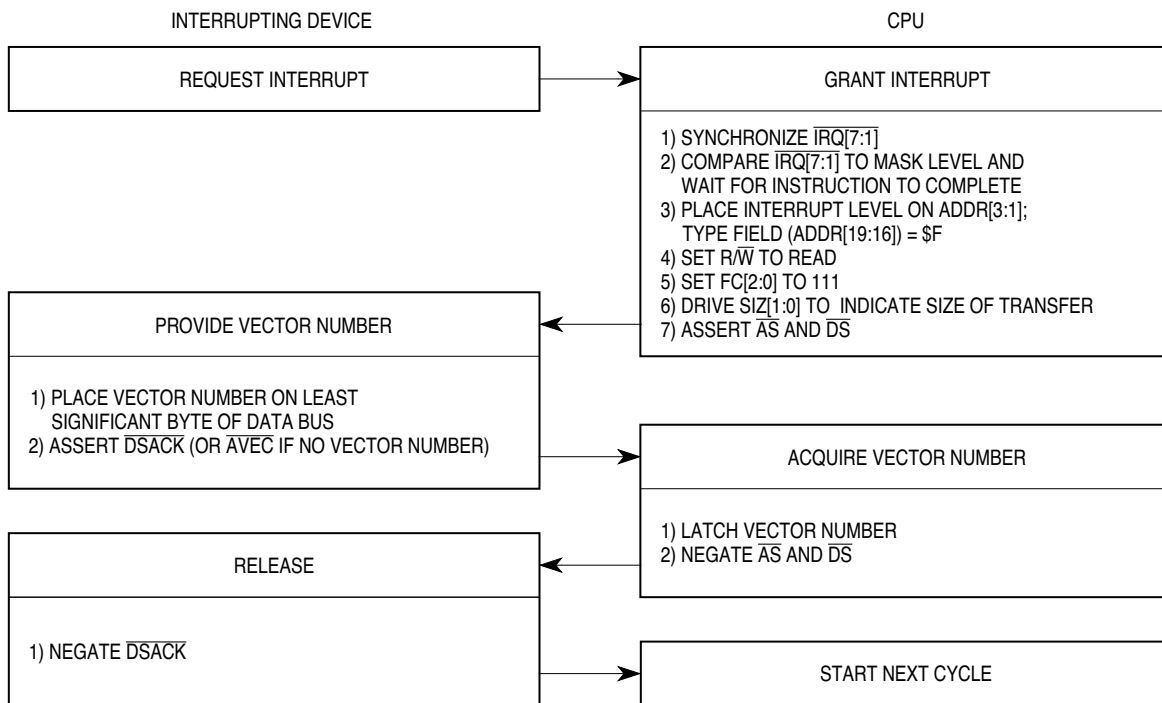 INTERRUPTING DEVICE
CPU
REQUEST INTERRUPT
GRANT INTERRUPT
1) SYNCHRONIZE IRQ[7:1]
2) COMPARE IRQ[7:1] TO MASK LEVEL AND
WAIT FOR INSTRUCTION TO COMPLETE
3) PLACE INTERRUPT LEVEL ON ADDR[3:1];
TYPE FIELD (ADDR[19:16]) = $F
4) SET R/W TO READ
5) SET FC[2:0] TO 111
6) DRIVE SIZ[1:0] TO INDICATE SIZE OF TRANSFER
7) ASSERT AS AND DS
PROVIDE VECTOR NUMBER
1) PLACE VECTOR NUMBER ON LEAST
SIGNIFICANT BYTE OF DATA BUS
2) ASSERT DSACK (OR AVEC IF NO VECTOR NUMBER)
ACQUIRE VECTOR NUMBER
1) LATCH VECTOR NUMBER
2) NEGATE AS AND DS
RELEASE
1) NEGATE DSACK
START NEXT CYCLE